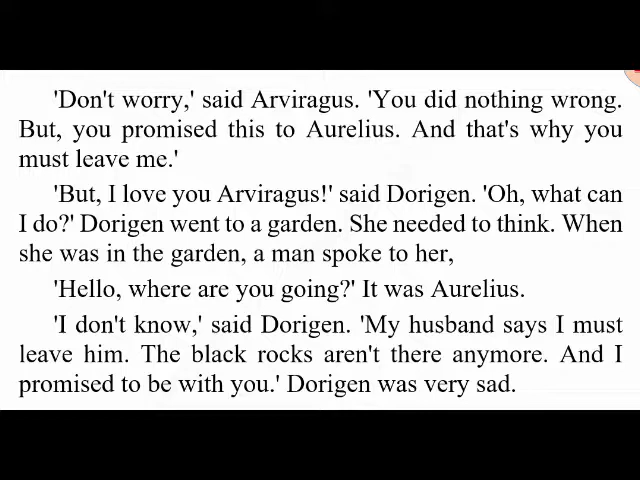 'Don't worry,' said Arviragus. 'You did nothing wrong.
But, you promised this to Aurelius. And that's why you
must leave me.'
'But, I love you Arviragus!' said Dorigen. 'Oh, what can
I do?' Dorigen went to a garden. She needed to think. When
she was in the garden, a man spoke to her,
'Hello, where are you going?' It was Aurelius.
'I don't know,' said Dorigen. 'My husband says I must
leave him. The black rocks aren't there anymore. And I
promised to be with you.' Dorigen was very sad.